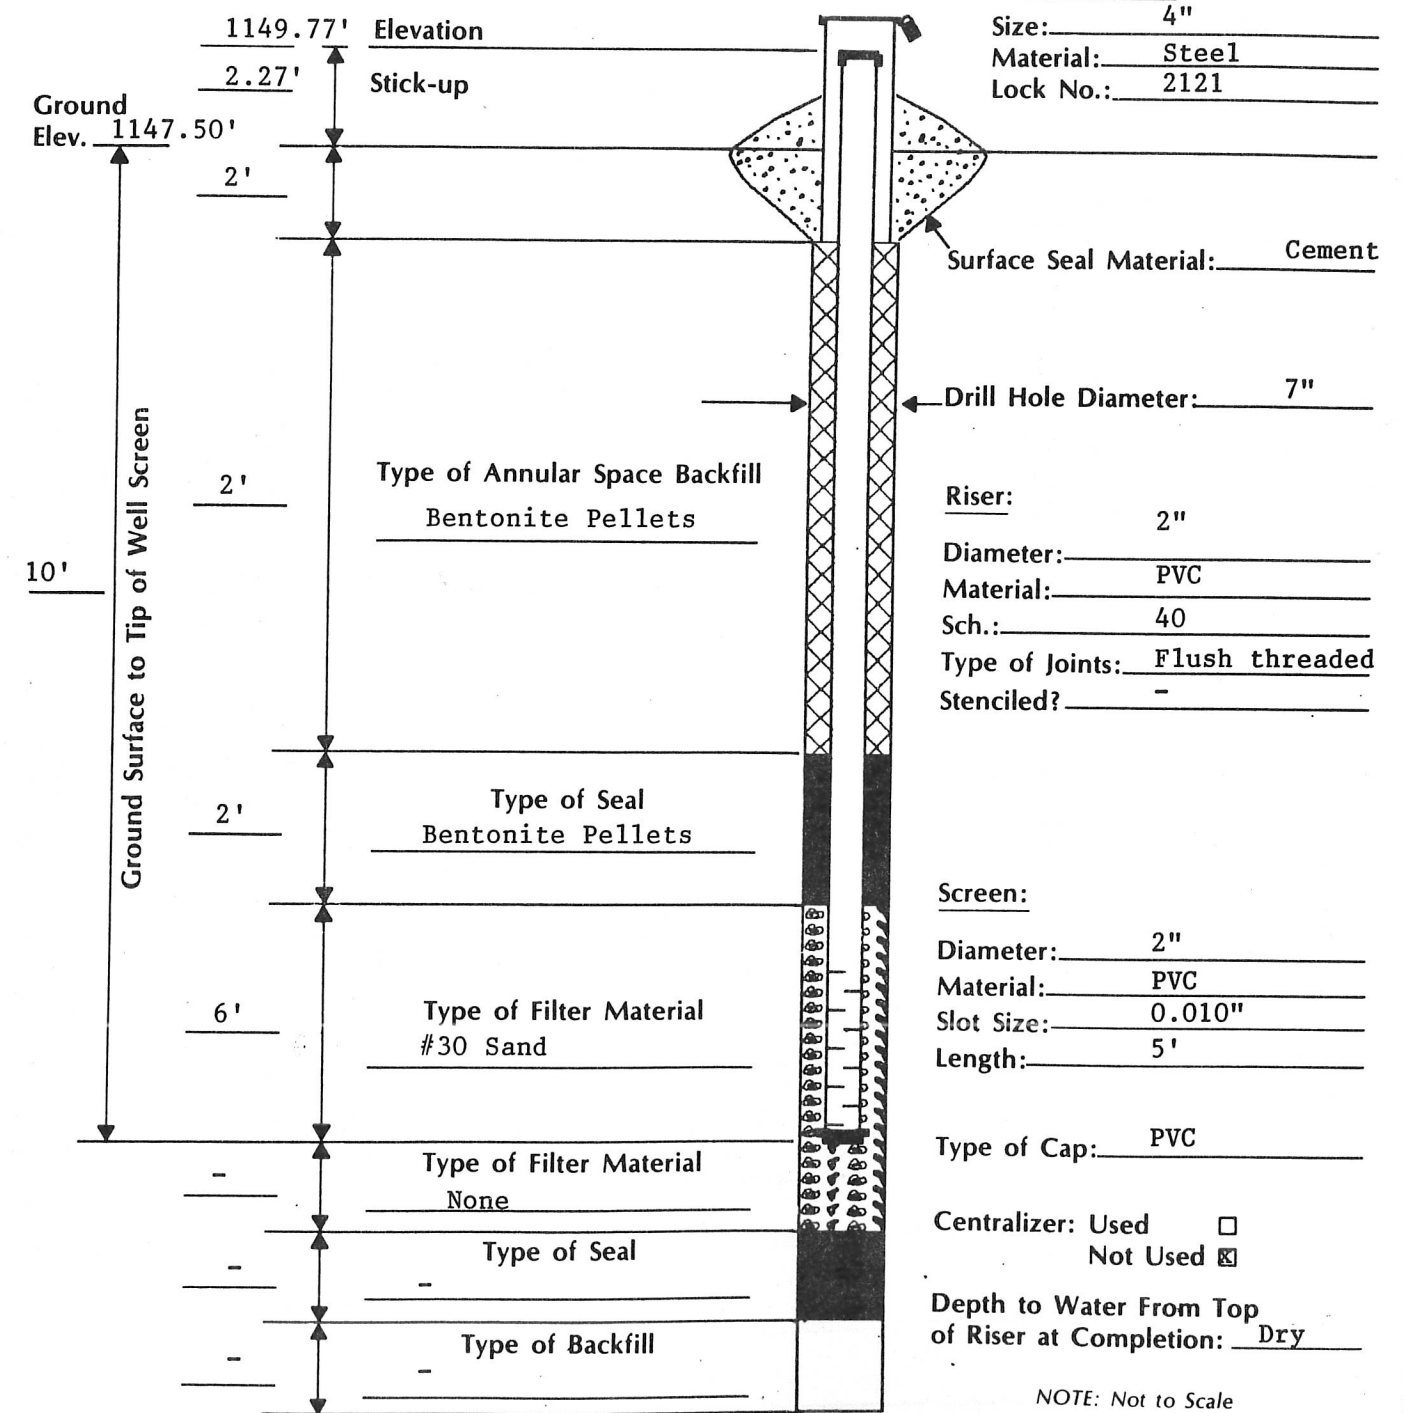 1149.77' Elevation
2.27' Stick-up
Ground
Elev. 1147.50'
2'
Size: 4"
Material: Steel
Lock No.: 2121
Surface Seal Material: Cement
Drill Hole Diameter: 7"
Ground Surface to Tip of Well Screen
10'
2'
Type of Annular Space Backfill
Bentonite Pellets
Riser:
Diameter: 2"
Material: PVC
Sch.: 40
Type of Joints: Flush threaded
Stenciled? -
2'
Type of Seal
Bentonite Pellets
Screen:
Diameter: 2"
Material: PVC
Slot Size: 0.010"
Length: 5'
6'
Type of Filter Material
#30 Sand
Type of Cap: PVC
-
Type of Filter Material
None
Centralizer: Used ☐
Not Used ☒
-
Type of Seal
-
Depth to Water From Top
of Riser at Completion: Dry
-
Type of Backfill
-
NOTE: Not to Scale